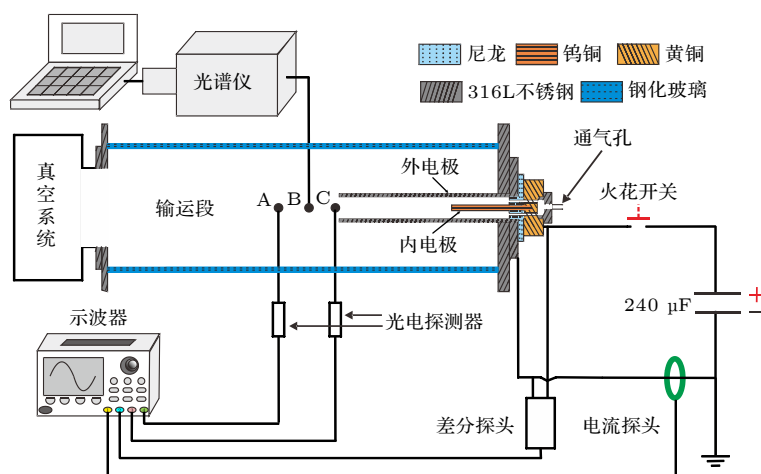 光谱仪
尼龙
钨铜
黄铜
316L不锈钢
钢化玻璃
通气孔
真空系统
外电极
火花开关
A
B
C
输运段
内电极
240 µF
+
−
示波器
光电探测器
差分探头
电流探头